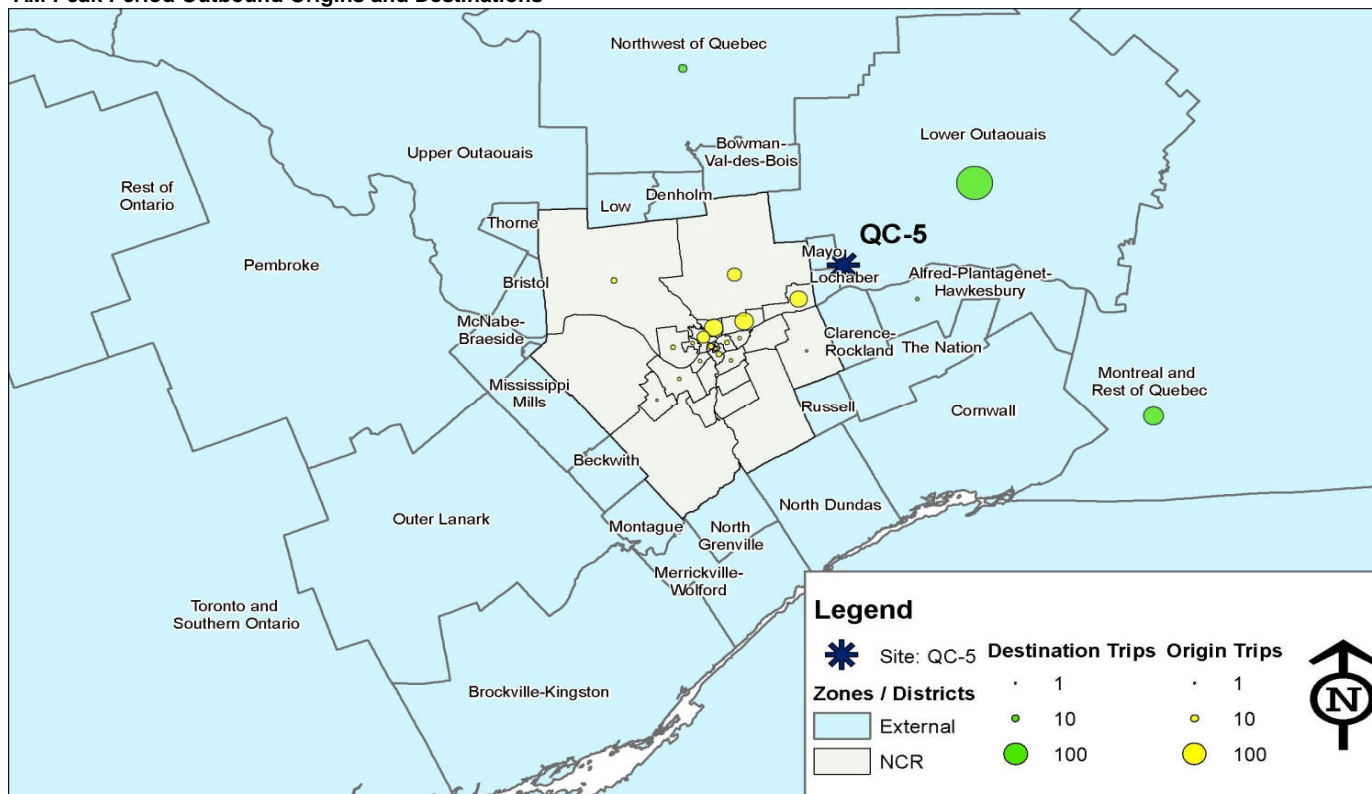 AM Peak Period Outbound Origins and Destinations
Northwest of Quebec
Lower Outaouais
Bowman-
Val-des-Bois
Upper Outaouais
Rest of
Ontario
Denholm
Low
Thorne
QC-5
Mayo
Pembroke
Bristol
Lochaber
Alfred-Plantagenet-
Hawkesbury
McNabe-
Braeside
Clarence-
Rockland
The Nation
Montreal and
Rest of Quebec
Mississippi
Mills
Russell
Cornwall
Beckwith
North Dundas
Outer Lanark
Montague
North
Grenville
Merrickville-
Wolford
Toronto and
Southern Ontario
Brockville-Kingston
Legend
Site: QC-5
Zones / Districts
External
NCR
Destination Trips
1
10
100
Origin Trips
1
10
100
N